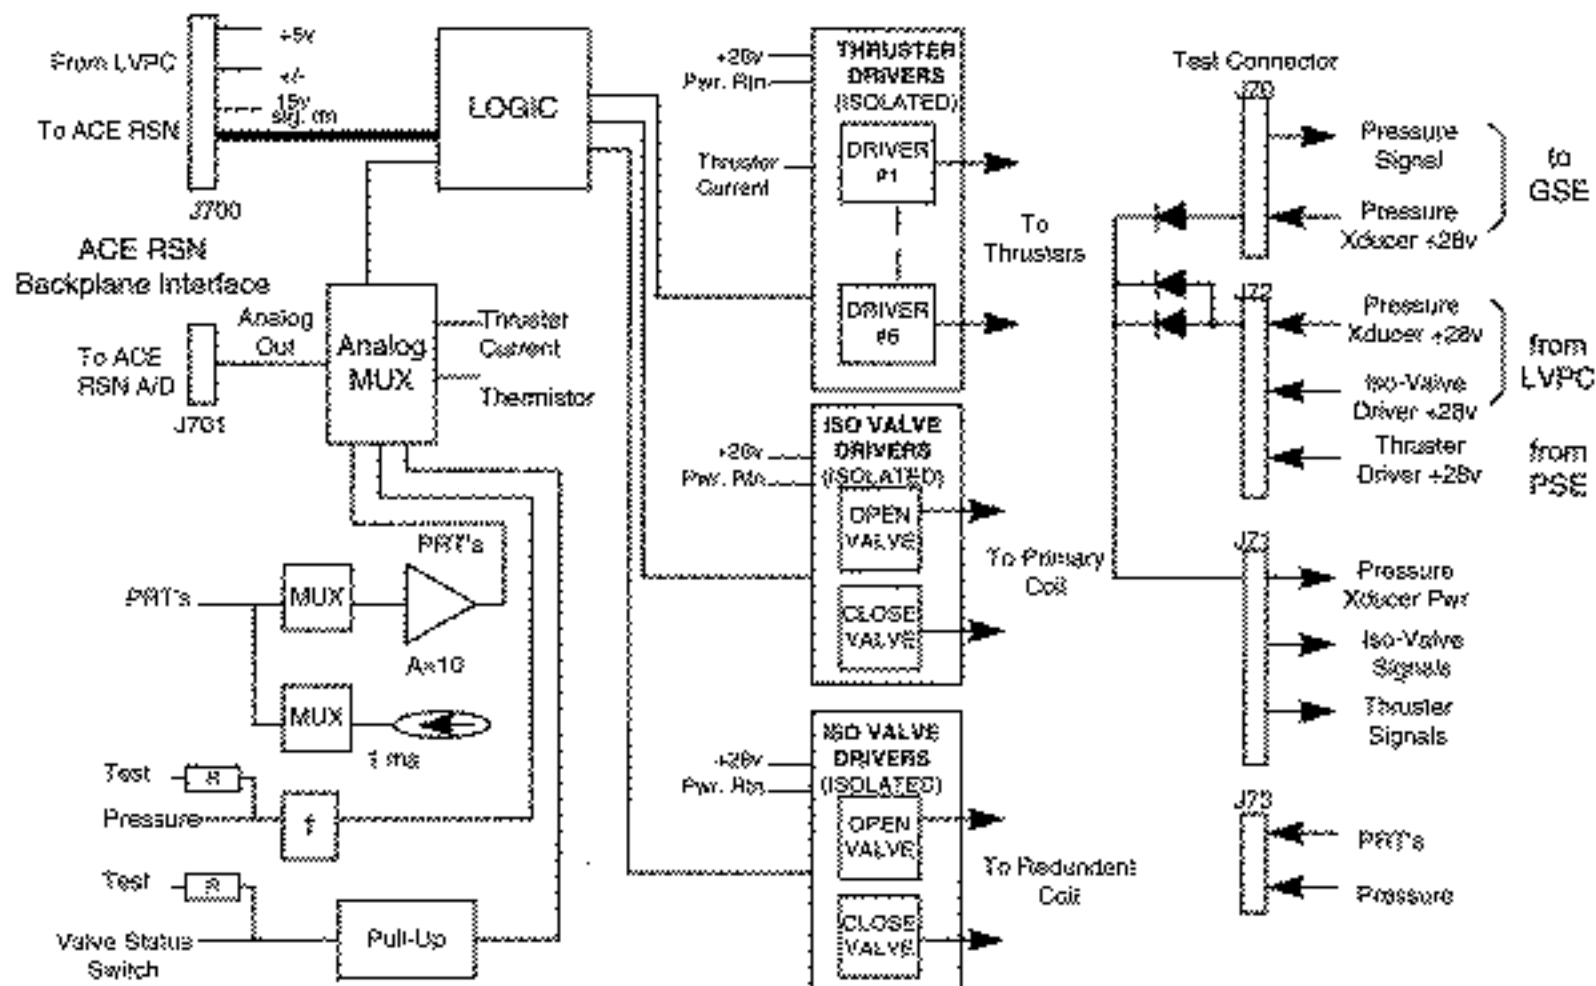 From LVPC
+5v
+/-
15v
sig. rtn
To ACE RSN
J700
ACE RSN
Backplane Interface
LOGIC
To ACE
RSN A/D
Analog
Out
J701
Analog
MUX
Thruster
Current
Thermistor
PRT's
PRT's
MUX
A=10
MUX
1 ma
Test
R
Pressure
f
Test
R
Valve Status
Switch
Pull-Up
+28v
Pwr. Rtn
Thruster
Current
THRUSTER
DRIVERS
(ISOLATED)
DRIVER
#1
DRIVER
#6
To
Thrusters
+28v
Pwr. Rtn
ISO VALVE
DRIVERS
(ISOLATED)
OPEN
VALVE
CLOSE
VALVE
To Primary
Coil
+28v
Pwr. Rtn
ISO VALVE
DRIVERS
(ISOLATED)
OPEN
VALVE
CLOSE
VALVE
To Redundent
Coil
Test Connector
J70
Pressure
Signal
Pressure
Xducer +28v
to
GSE
J72
Pressure
Xducer +28v
Iso-Valve
Driver +28v
from
LVPC
Thruster
Driver +28v
from
PSE
J71
Pressure
Xducer Pwr
Iso-Valve
Signals
Thruster
Signals
J73
PRT's
Pressure